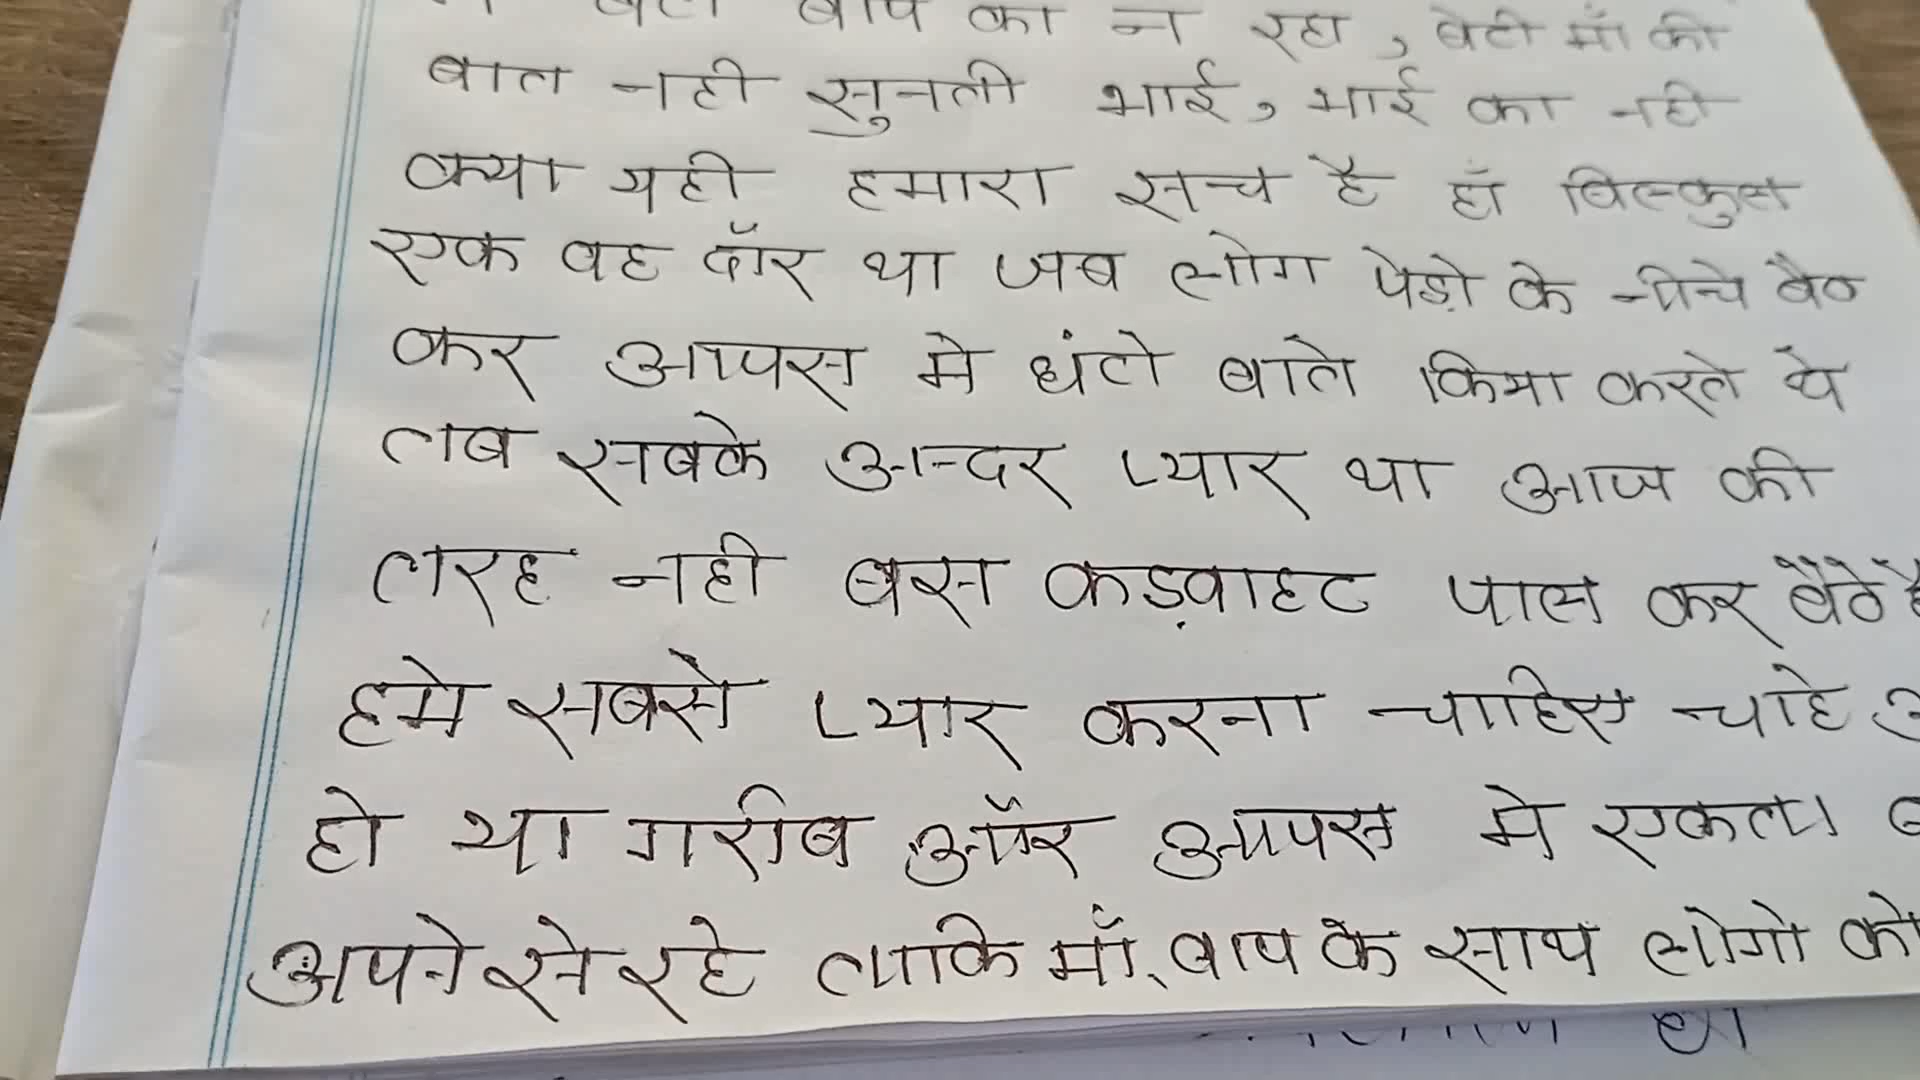 बाप का न रहा, बेटी माँ की
बात नही सुनती भाई, भाई का नही
क्या यही हमारा सच है हाँ बिल्कुल
एक वह दॉर था जब लोग पेड़ो के नीचे बैठ
कर आपस मे घंटो बाते किया करते थे
तब सबके अन्दर प्यार था आज की
तरह नही बस कड़वाहट पाल कर बैठे है
हमे सबसे प्यार करना चाहिए चाहे
हो या गरीब ऑर आपस मे एकता
अपने से रहे ताकि माँ, बाप के साथ लोगो को